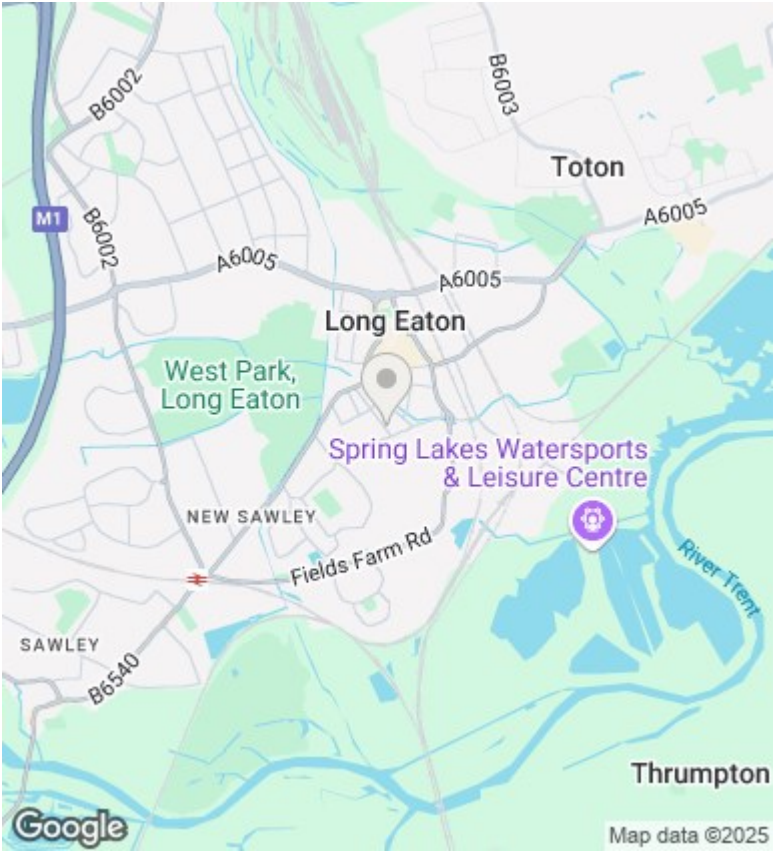 B6002
B6003
Toton
M1
B6002
A6005
A6005
A6005
Long Eaton
West Park,
Long Eaton
Spring Lakes Watersports
& Leisure Centre
NEW SAWLEY
Fields Farm Rd
River Trent
SAWLEY
B6540
Thrumpton
Google
Map data ©2025